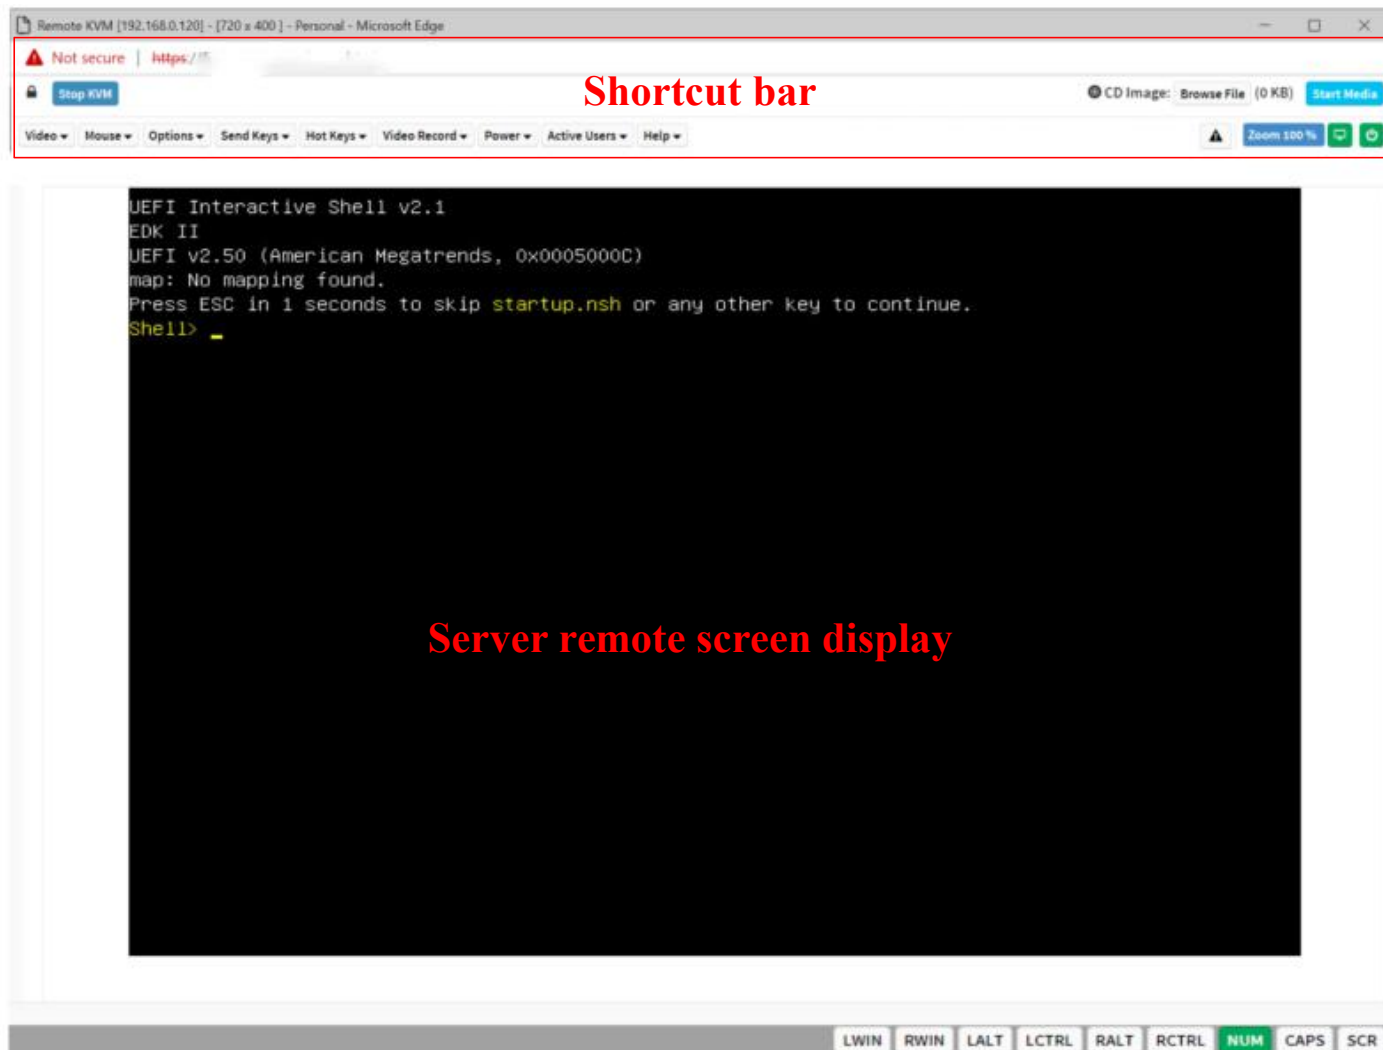 Remote KVM [192.168.0.120] - [720 x 400 ] - Personal - Microsoft Edge
Not secure | https://
Stop KVM
Shortcut bar
CD Image: Browse File (0 KB) Start Media
Video Mouse Options Send Keys Hot Keys Video Record Power Active Users Help
Zoom 100 %
UEFI Interactive Shell v2.1
EDK II
UEFI v2.50 (American Megatrends, 0x0005000C)
map: No mapping found.
Press ESC in 1 seconds to skip startup.nsh or any other key to continue.
Shell> _
Server remote screen display
LWIN RWIN LALT LCTRL RALT RCTRL NUM CAPS SCR